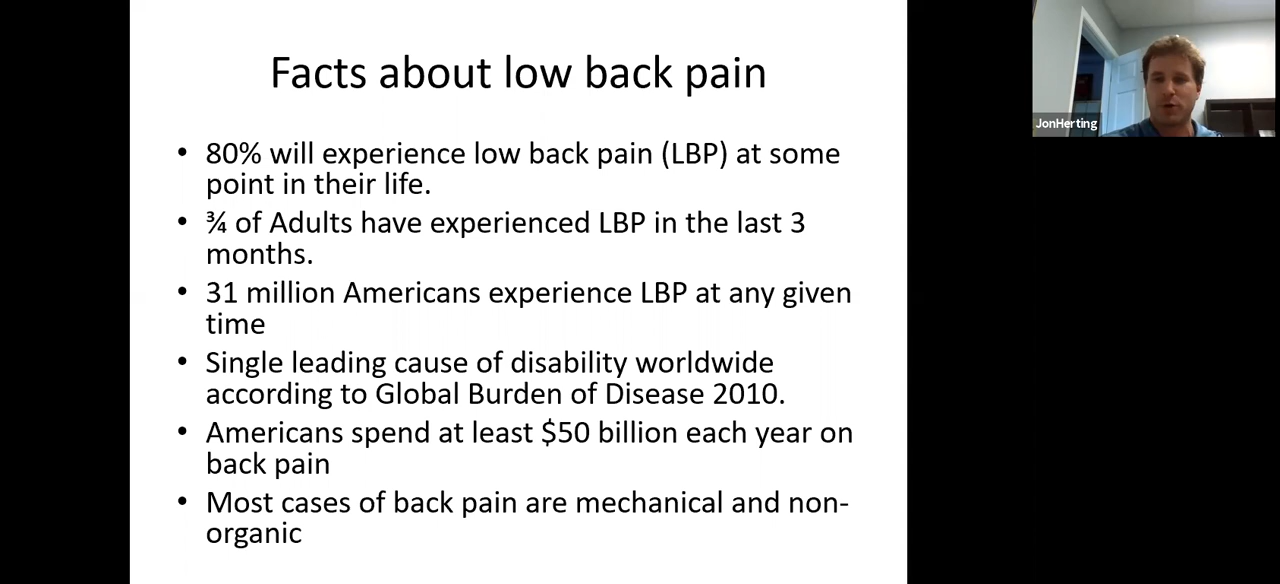 Facts about low back pain
• 80% will experience low back pain (LBP) at some
point in their life.
• ¾ of Adults have experienced LBP in the last 3
months.
• 31 million Americans experience LBP at any given
time
• Single leading cause of disability worldwide
according to Global Burden of Disease 2010.
• Americans spend at least $50 billion each year on
back pain
• Most cases of back pain are mechanical and non-
organic
JonHerting